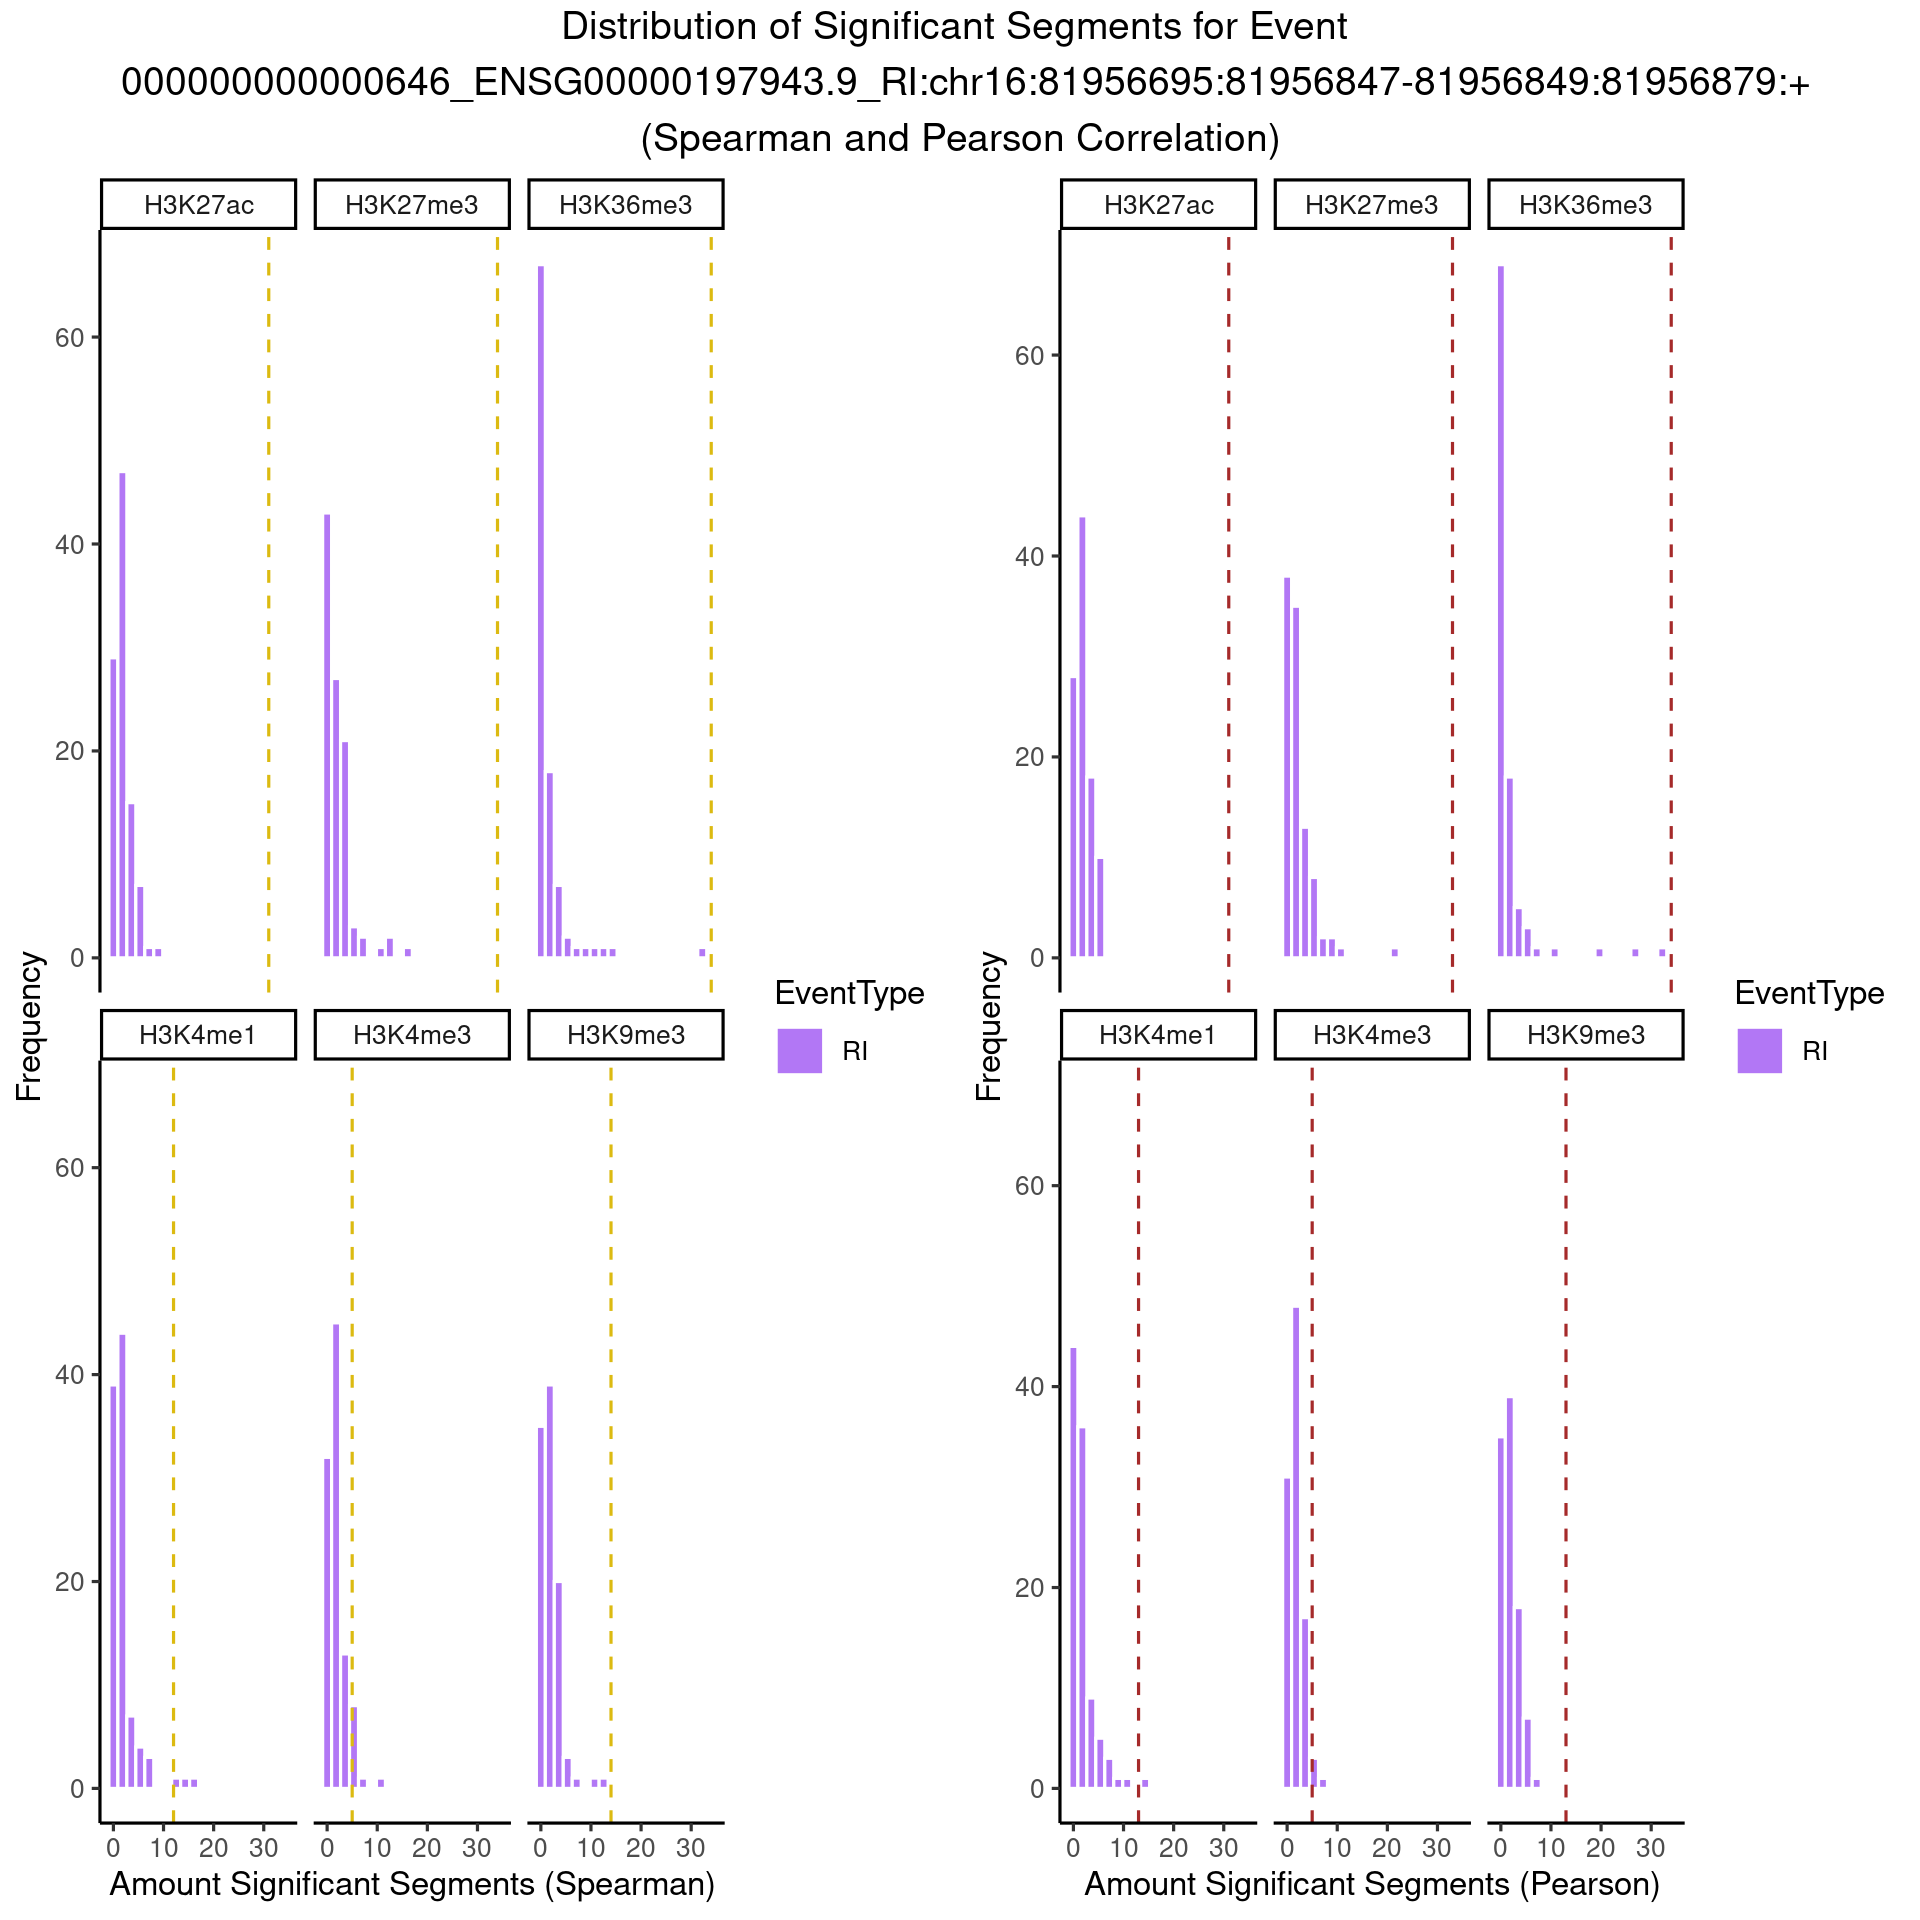 Distribution of Significant Segments for Event
000000000000646_ENSG00000197943.9_RI:chr16:81956695:81956847-81956849:81956879:+
(Spearman and Pearson Correlation)
H3K27ac H3K27me3 H3K36me3
60
40
20
0
H3K4me1 H3K4me3 H3K9me3
60
40
20
0
0 10 20 30 0 10 20 30 0 10 20 30
Amount Significant Segments (Spearman)
Frequency
EventType
RI
H3K27ac H3K27me3 H3K36me3
60
40
20
0
H3K4me1 H3K4me3 H3K9me3
60
40
20
0
0 10 20 30 0 10 20 30 0 10 20 30
Amount Significant Segments (Pearson)
Frequency
EventType
RI